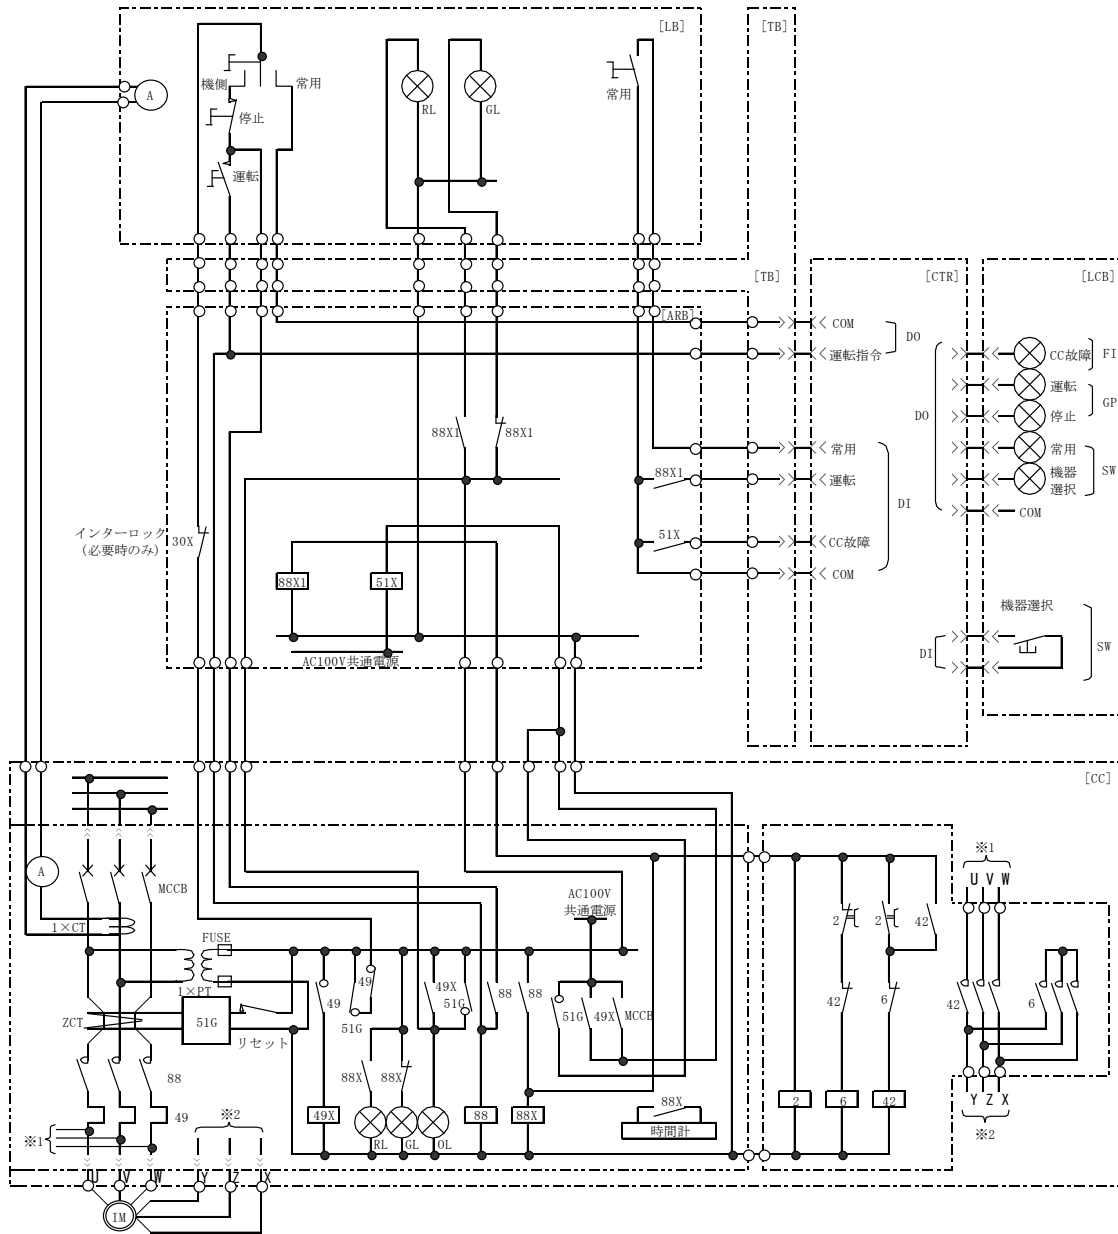 [LB]
[TB]
機側
常用
A
停止
RL
GL
常用
運転
[TB]
[CTR]
[LCB]
[ARB]
COM
DO
運転指令
CC故障
FI
運転
GP
DO
停止
88X1
88X1
常用
常用
SW
88X1
運転
機器
選択
DI
COM
インターロック
(必要時のみ)
30X
51X
CC故障
88X1
51X
COM
機器選択
DI
SW
AC100V共通電源
[CC]
※1
U V W
A
MCCB
AC100V
共通電源
2
2
42
1×CT
FUSE
49
49X
51G
88
88
1×PT
49
51G
51G
49X
MCCB
42
6
42
6
ZCT
51G
リセット
88
88X
88X
Y Z X
※2
88X
49
※2
49X
88
88X
2
6
42
※1
時間計
RL
GL
OL
U
V
W
Y
Z
X
IM